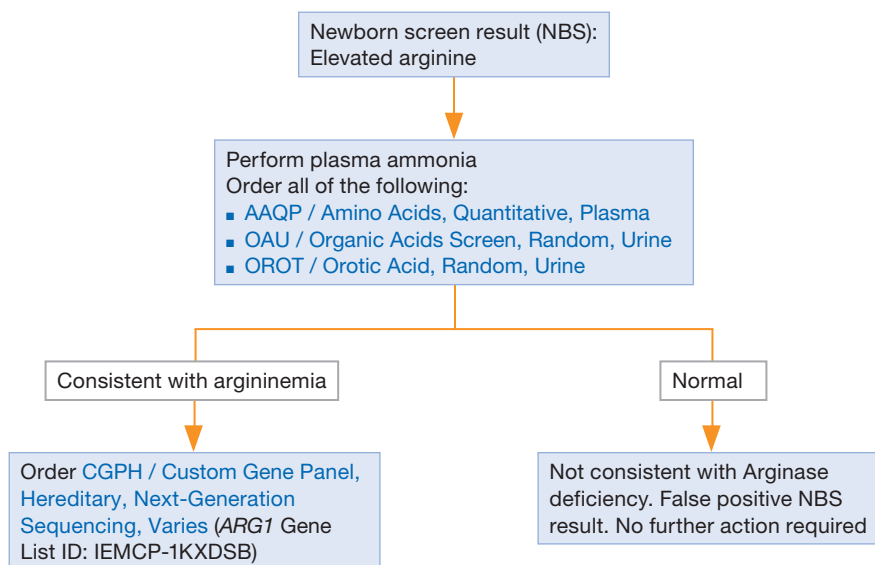 Newborn screen result (NBS):
Elevated arginine
Perform plasma ammonia
Order all of the following:
▪ AAQP / Amino Acids, Quantitative, Plasma
▪ OAU / Organic Acids Screen, Random, Urine
▪ OROT / Orotic Acid, Random, Urine
Consistent with argininemia
Normal
Order CGPH / Custom Gene Panel,
Hereditary, Next-Generation
Sequencing, Varies (ARG1 Gene
List ID: IEMCP-1KXDSB)
Not consistent with Arginase
deficiency. False positive NBS
result. No further action required